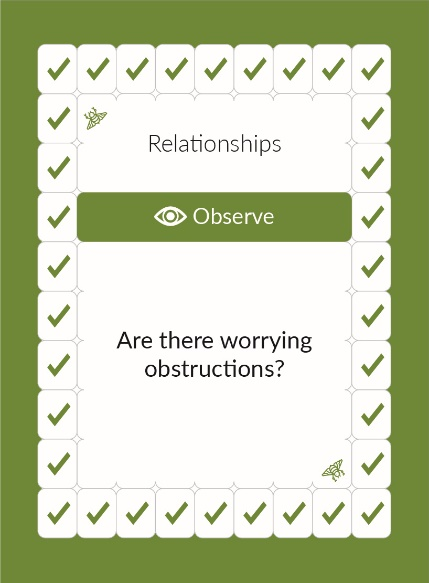 Relationships
Observe
Are there worrying
obstructions?